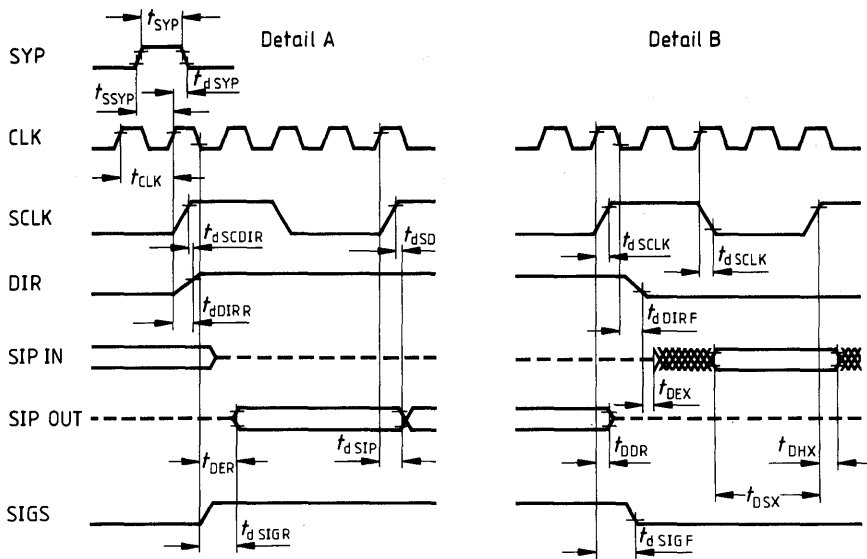 Detail A
Detail B
SYP
tSYP
tdSYP
tSSYP
CLK
tCLK
SCLK
tdSCDIR
tdSD
tdSCLK
tdSCLK
DIR
tdDIRR
tdDIRF
SIP IN
tDEX
SIP OUT
tDER
tdSIP
tDDR
tDHX
tDSX
SIGS
tdSIGR
tdSIGF